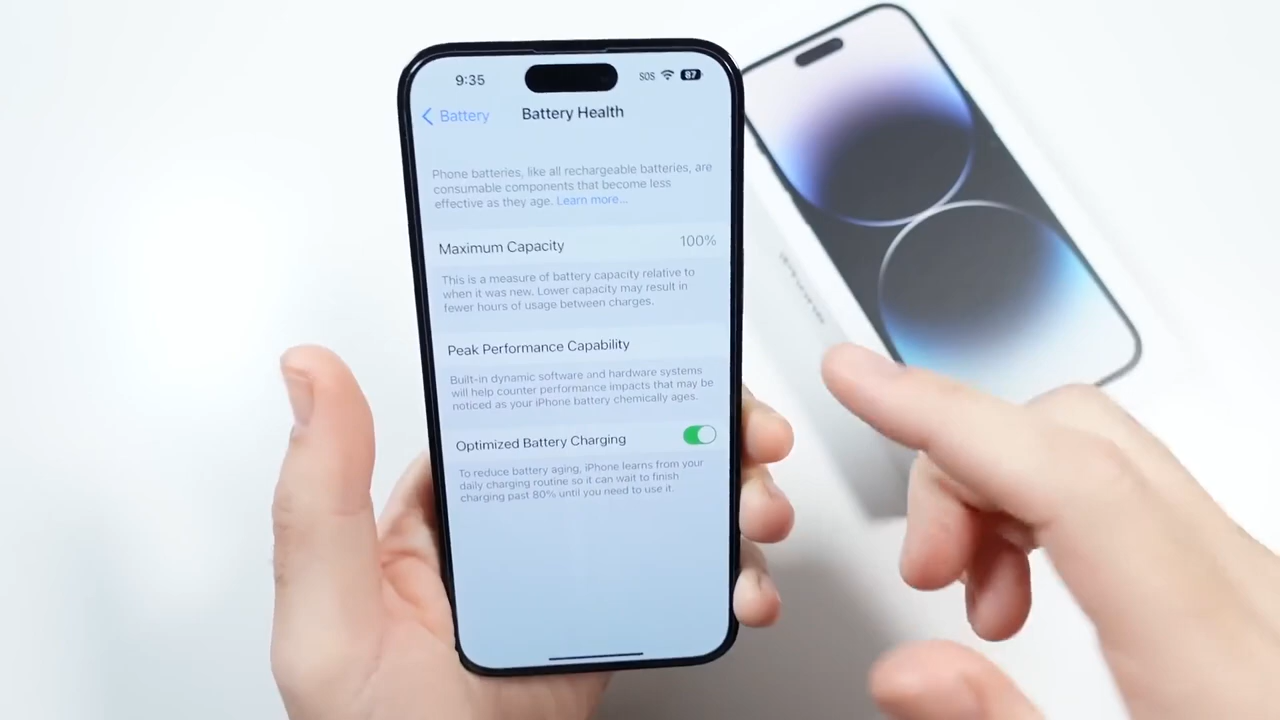 9:35
SOS
87
Battery
Battery Health
Phone batteries, like all rechargeable batteries, are
consumable components that become less
effective as they age. Learn more...
Maximum Capacity
100%
This is a measure of battery capacity relative to
when it was new. Lower capacity may result in
fewer hours of usage between charges.
Peak Performance Capability
Built-in dynamic software and hardware systems
will help counter performance impacts that may be
noticed as your iPhone battery chemically ages.
Optimized Battery Charging
To reduce battery aging, iPhone learns from your
daily charging routine so it can wait to finish
charging past 80% until you need to use it.